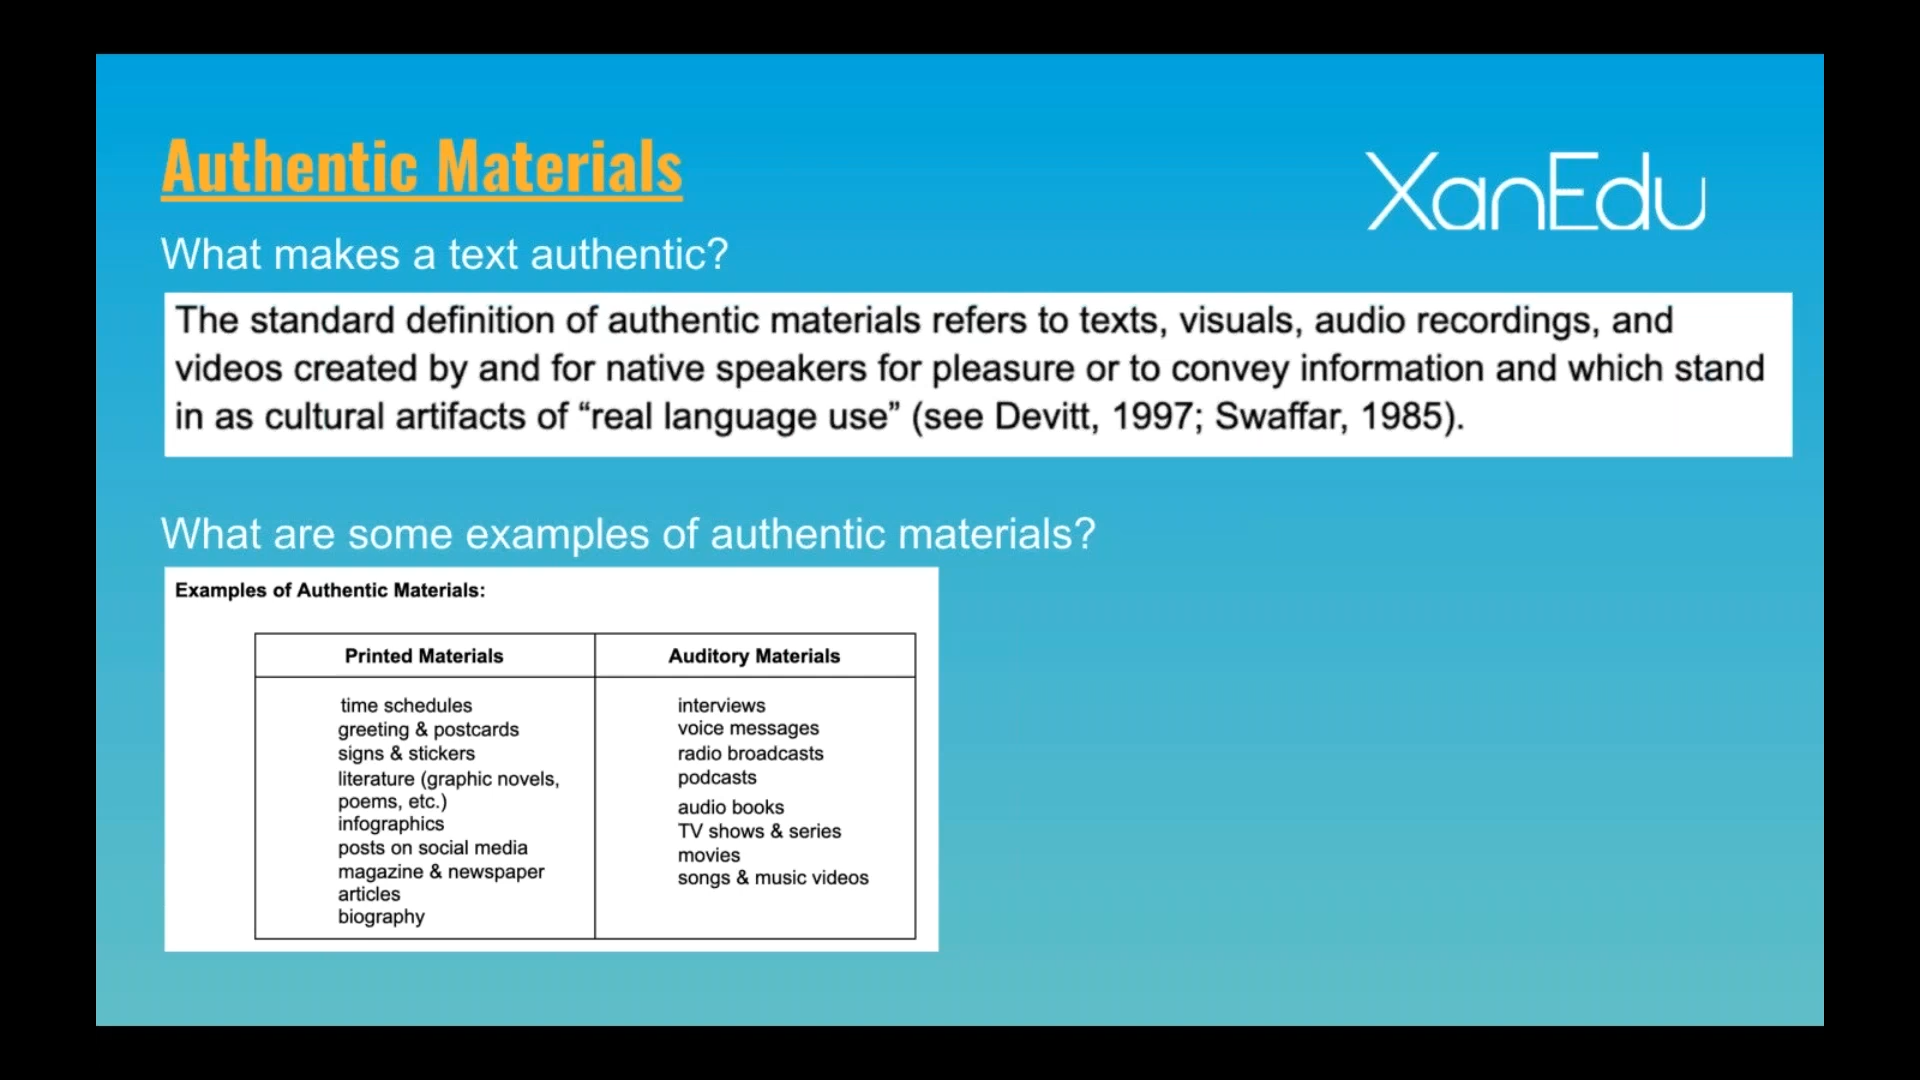 Authentic Materials
XanEdu
What makes a text authentic?
The standard definition of authentic materials refers to texts, visuals, audio recordings, and
videos created by and for native speakers for pleasure or to convey information and which stand
in as cultural artifacts of “real language use” (see Devitt, 1997; Swaffar, 1985).
What are some examples of authentic materials?
Examples of Authentic Materials:
Printed Materials
time schedules
greeting & postcards
signs & stickers
literature (graphic novels,
poems, etc.)
infographics
posts on social media
magazine & newspaper
articles
biography
Auditory Materials
interviews
voice messages
radio broadcasts
podcasts
audio books
TV shows & series
movies
songs & music videos